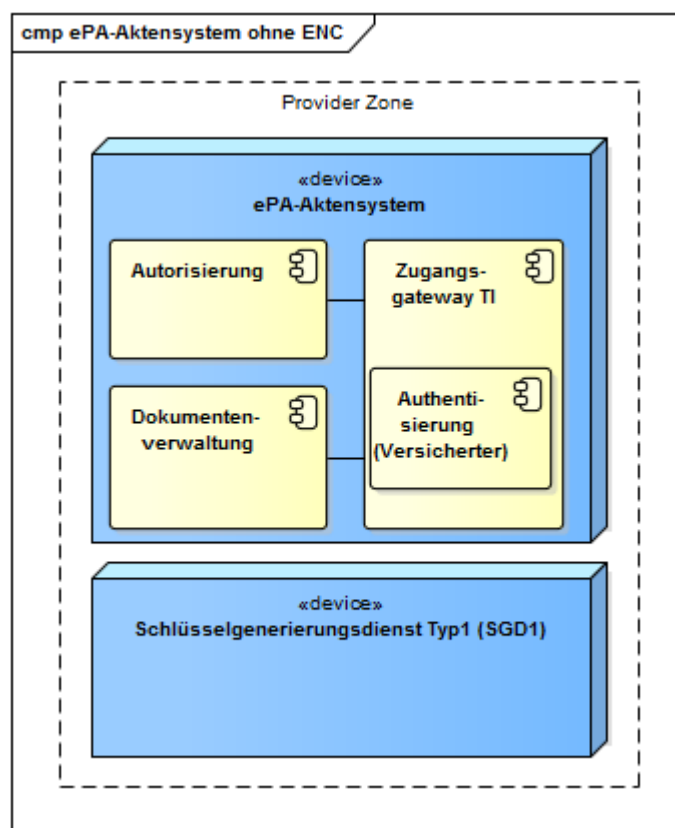 cmp ePA-Aktensystem ohne ENC
Provider Zone
«device»
ePA-Aktensystem
Autorisierung
Zugangs-
gateway TI
Dokumenten-
verwaltung
Authenti-
sierung
(Versicherter)
«device»
Schlüsselgenerierungsdienst Typ1 (SGD1)